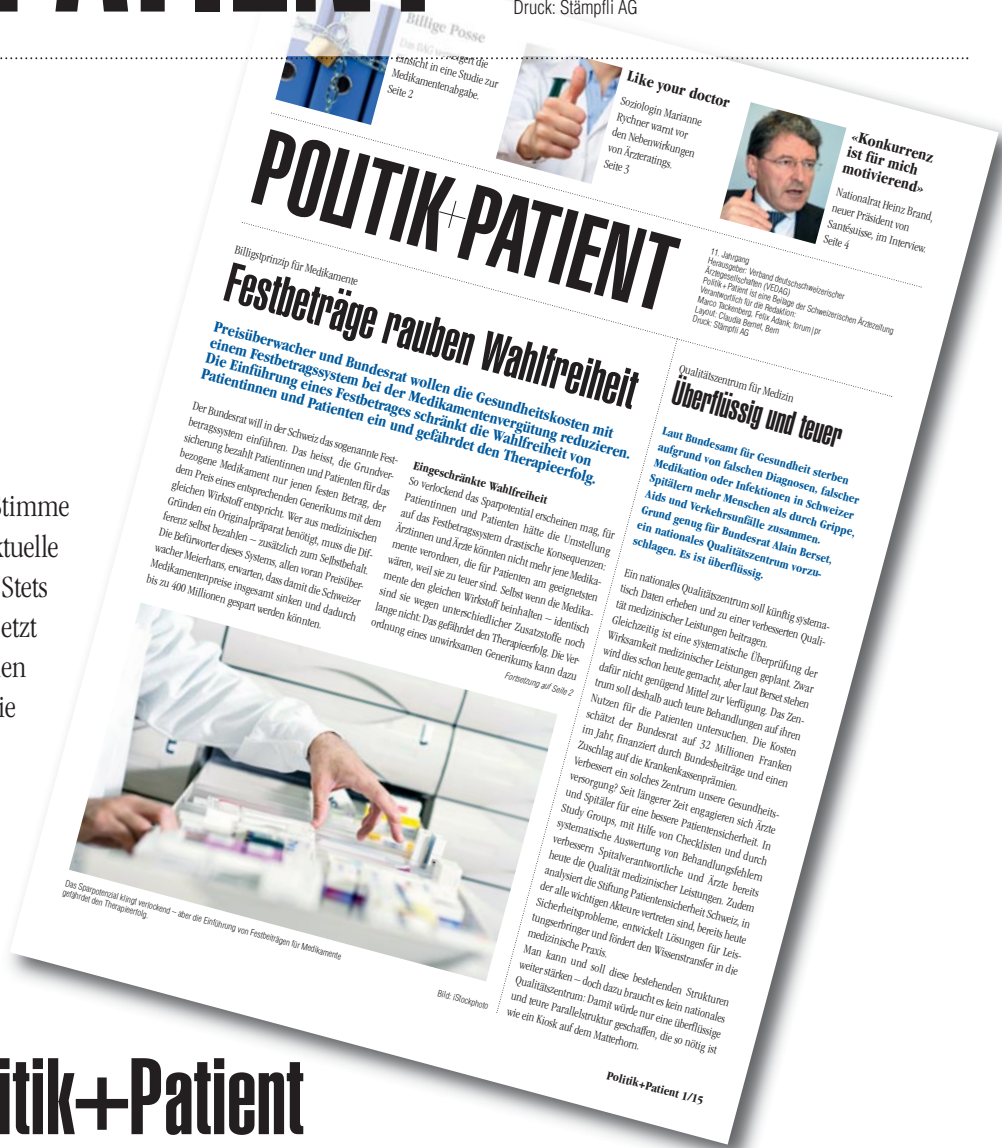 PATIENT
Druck: Stämpfli AG
Billige Posse
Das BAG verweigert die
Einsicht in eine Studie zur
Medikamentenabgabe.
Seite 2
Like your doctor
Soziologin Marianne
Rychner warnt vor
den Nebenwirkungen
von Ärzteratings.
Seite 3
«Konkurrenz
ist für mich
motivierend»
Nationalrat Heinz Brand,
neuer Präsident von
Santésuisse, im Interview.
Seite 4
POLITIK+PATIENT
11. Jahrgang
Herausgeber: Verband deutschschweizerischer
Ärztegesellschaften (VEDAG)
Politik+Patient ist eine Beilage der Schweizerischen Ärztezeitung
Verantwortlich für die Redaktion:
Marco Tackenberg, Felix Adank; forum|pr
Layout: Claudia Bernet, Bern
Druck: Stämpfli AG
Billigstprinzip für Medikamente
Festbeträge rauben Wahlfreiheit
Preisüberwacher und Bundesrat wollen die Gesundheitskosten mit
einem Festbetragssystem bei der Medikamentenvergütung reduzieren.
Die Einführung eines Festbetrages schränkt die Wahlfreiheit von
Patientinnen und Patienten ein und gefährdet den Therapieerfolg.
Der Bundesrat will in der Schweiz das sogenannte Fest-
betragssystem einführen. Das heisst, die Grundver-
sicherung bezahlt Patientinnen und Patienten für das
bezogene Medikament nur jenen festen Betrag, der
dem Preis eines entsprechenden Generikums mit dem
gleichen Wirkstoff entspricht. Wer aus medizinischen
Gründen ein Originalpräparat benötigt, muss die Dif-
ferenz selbst bezahlen – zusätzlich zum Selbstbehalt.
Die Befürworter dieses Systems, allen voran Preisüber-
wacher Meierhans, erwarten, dass damit die Schweizer
Medikamentenpreise insgesamt sinken und dadurch
bis zu 400 Millionen gespart werden könnten.
Eingeschränkte Wahlfreiheit
So verlockend das Sparpotential erscheinen mag, für
Patientinnen und Patienten hätte die Umstellung
auf das Festbetragssystem drastische Konsequenzen:
Ärztinnen und Ärzte könnten nicht mehr jene Medika-
mente verordnen, die für Patienten am geeignetsten
wären, weil sie zu teuer sind. Selbst wenn die Medika-
mente den gleichen Wirkstoff beinhalten – identisch
sind sie wegen unterschiedlicher Zusatzstoffe noch
lange nicht: Das gefährdet den Therapieerfolg. Die Ver-
ordnung eines unwirksamen Generikums kann dazu
Fortsetzung auf Seite 2
Das Sparpotenzial klingt verlockend – aber die Einführung von Festbeiträgen für Medikamente
gefährdet den Therapieerfolg.
Bild: iStockphoto
Qualitätszentrum für Medizin
Überflüssig und teuer
Laut Bundesamt für Gesundheit sterben
aufgrund von falschen Diagnosen, falscher
Medikation oder Infektionen in Schweizer
Spitälern mehr Menschen als durch Grippe,
Aids und Verkehrsunfälle zusammen.
Grund genug für Bundesrat Alain Berset,
ein nationales Qualitätszentrum vorzu-
schlagen. Es ist überflüssig.
Ein nationales Qualitätszentrum soll künftig systema-
tisch Daten erheben und zu einer verbesserten Quali-
tät medizinischer Leistungen beitragen.
Gleichzeitig ist eine systematische Überprüfung der
Wirksamkeit medizinischer Leistungen geplant. Zwar
wird dies schon heute gemacht, aber laut Berset stehen
dafür nicht genügend Mittel zur Verfügung. Das Zen-
trum soll deshalb auch teure Behandlungen auf ihren
Nutzen für die Patienten untersuchen. Die Kosten
schätzt der Bundesrat auf 32 Millionen Franken
im Jahr, finanziert durch Bundesbeiträge und einen
Zuschlag auf die Krankenkassenprämien.
Verbessert ein solches Zentrum unsere Gesundheits-
versorgung? Seit längerer Zeit engagieren sich Ärzte
und Spitäler für eine bessere Patientensicherheit. In
Study Groups, mit Hilfe von Checklisten und durch
systematische Auswertung von Behandlungsfehlern
verbessern Spitalverantwortliche und Ärzte bereits
heute die Qualität medizinischer Leistungen. Zudem
analysiert die Stiftung Patientensicherheit Schweiz, in
der alle wichtigen Akteure vertreten sind, bereits heute
Sicherheitsprobleme, entwickelt Lösungen für Leis-
tungserbringer und fördert den Wissenstransfer in die
medizinische Praxis.
Man kann und soll diese bestehenden Strukturen
weiter stärken – doch dazu braucht es kein nationales
Qualitätszentrum: Damit würde nur eine überflüssige
und teure Parallelstruktur geschaffen, die so nötig ist
wie ein Kiosk auf dem Matterhorn.
Politik+Patient 1/15
Stimme
ktuelle
Stets
etzt
en
ie
itik+Patient